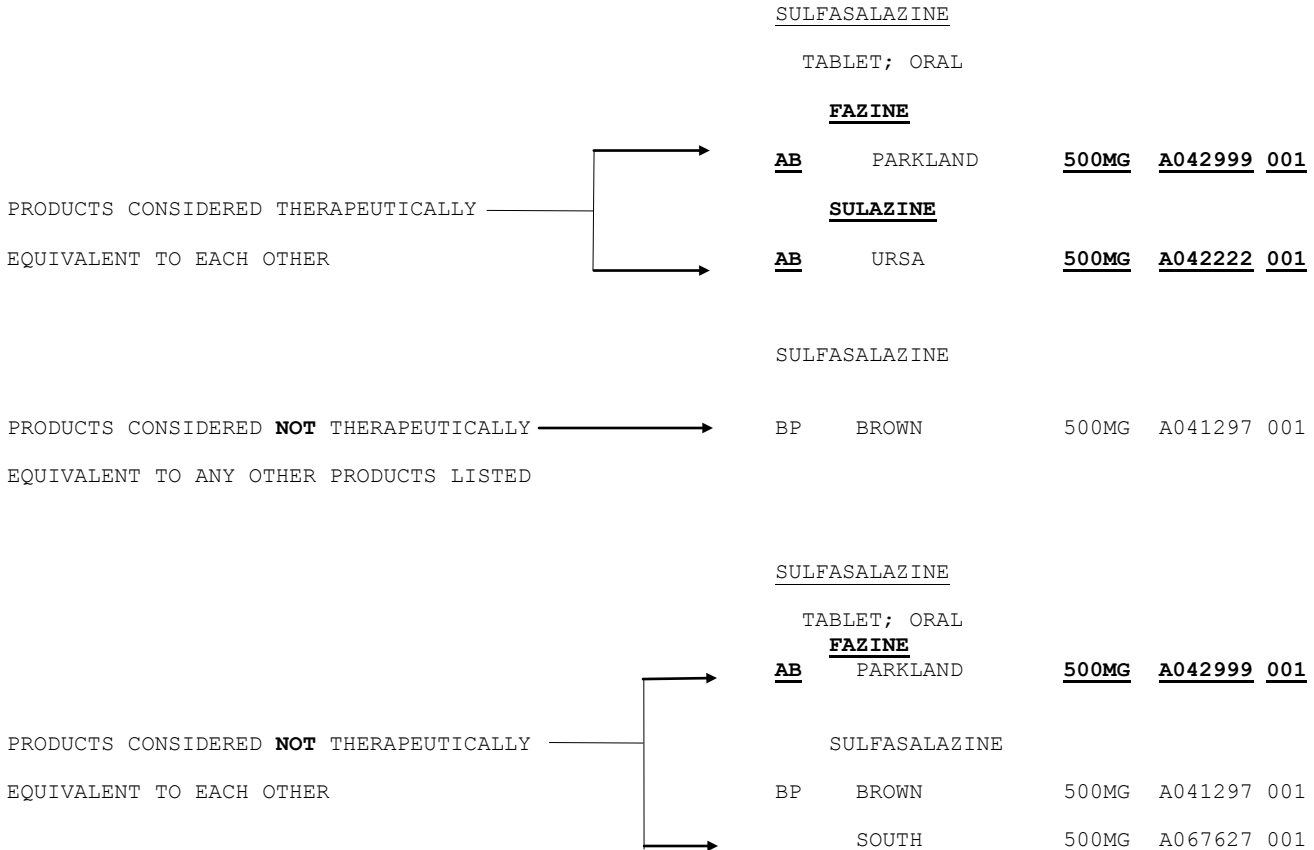 SULFASALAZINE
TABLET; ORAL
FAZINE
AB PARKLAND 500MG A042999 001
PRODUCTS CONSIDERED THERAPEUTICALLY SULAZINE
EQUIVALENT TO EACH OTHER AB URSA 500MG A042222 001
SULFASALAZINE
PRODUCTS CONSIDERED NOT THERAPEUTICALLY BP BROWN 500MG A041297 001
EQUIVALENT TO ANY OTHER PRODUCTS LISTED
SULFASALAZINE
TABLET; ORAL
FAZINE
AB PARKLAND 500MG A042999 001
PRODUCTS CONSIDERED NOT THERAPEUTICALLY SULFASALAZINE
EQUIVALENT TO EACH OTHER BP BROWN 500MG A041297 001
SOUTH 500MG A067627 001